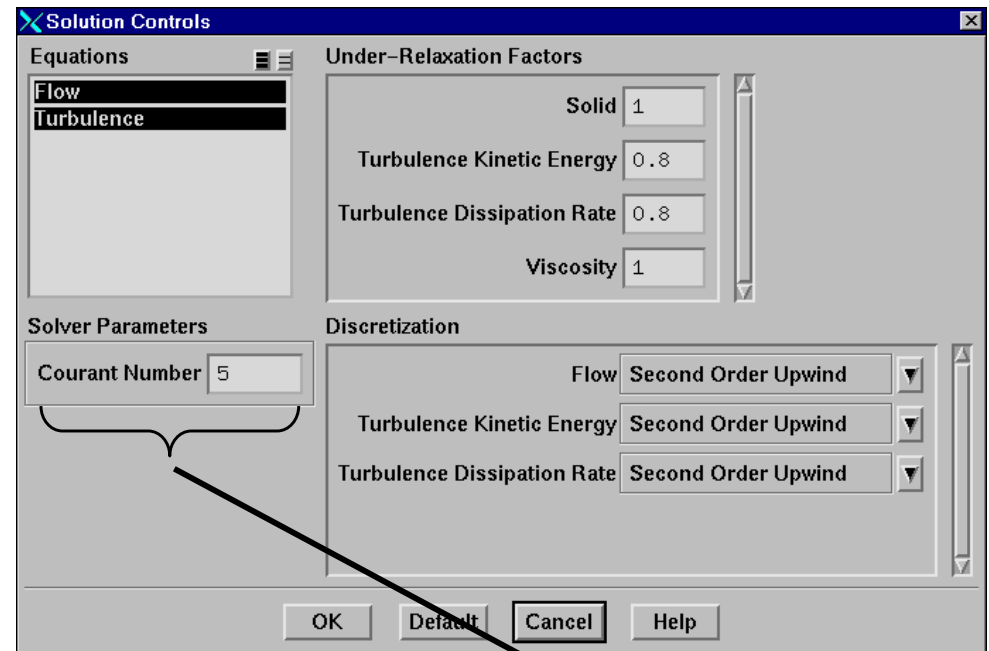 Solution Controls
Equations
Flow
Turbulence
Under-Relaxation Factors
Solid 1
Turbulence Kinetic Energy 0.8
Turbulence Dissipation Rate 0.8
Viscosity 1
Solver Parameters
Courant Number 5
Discretization
Flow Second Order Upwind
Turbulence Kinetic Energy Second Order Upwind
Turbulence Dissipation Rate Second Order Upwind
OK Default Cancel Help